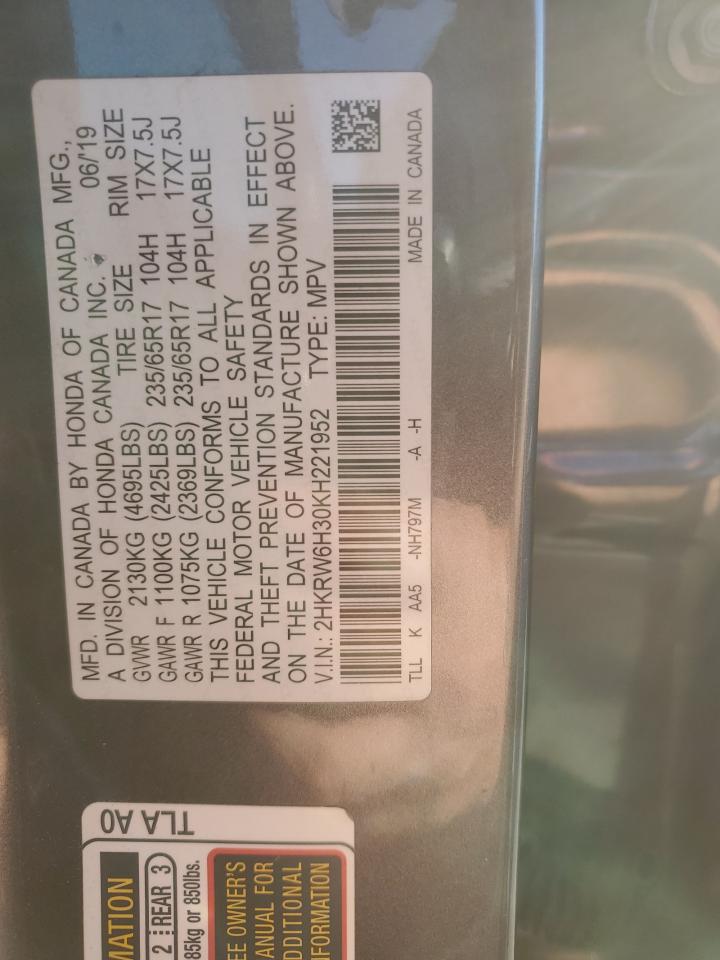 MFD. IN CANADA BY HONDA OF CANADA MFG.,
A DIVISION OF HONDA CANADA INC. 06/'19
GVWR 2130KG (4695LBS) TIRE SIZE RIM SIZE
GAWR F 1100KG (2425LBS) 235/65R17 104H 17X7.5J
GAWR R 1075KG (2369LBS) 235/65R17 104H 17X7.5J
THIS VEHICLE CONFORMS TO ALL APPLICABLE
FEDERAL MOTOR VEHICLE SAFETY
AND THEFT PREVENTION STANDARDS IN EFFECT
ON THE DATE OF MANUFACTURE SHOWN ABOVE.
V.I.N.: 2HKRW6H30KH221952 TYPE: MPV
TLL K AA5 -NH797M -A -H MADE IN CANADA
TLA A0
2 REAR 3
85kg or 850lbs.
OWNER'S
FOR